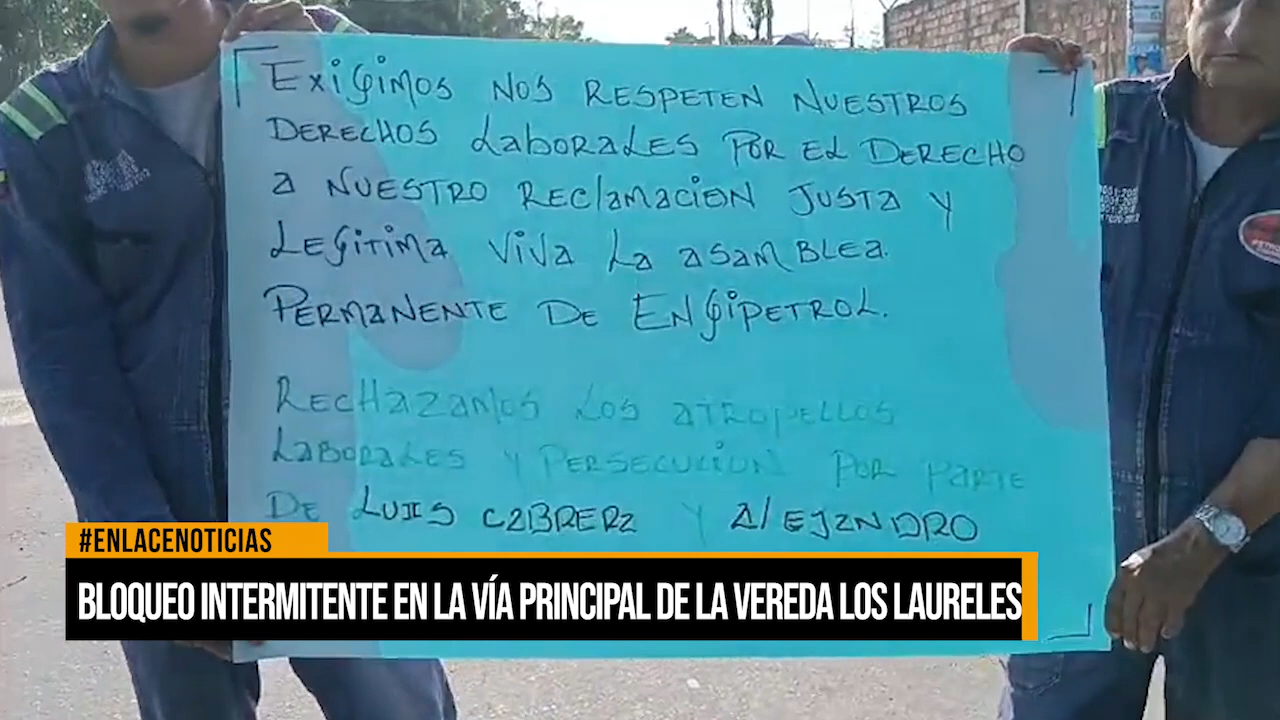 EXIGIMOS NOS RESPETEN NUESTROS
DERECHOS LABORALES POR EL DERECHO
A NUESTRO RECLAMACION JUSTA Y
LEGITIMA VIVA LA ASAMBLEA
PERMANENTE DE ENGIPETROL.
RECHAZAMOS LOS ATROPELLOS
LABORALES Y PERSECUCION POR PARTE
DE LUIS CABRERA Y ALEJANDRO
#ENLACENOTICIAS
BLOQUEO INTERMITENTE EN LA VÍA PRINCIPAL DE LA VEREDA LOS LAURELES